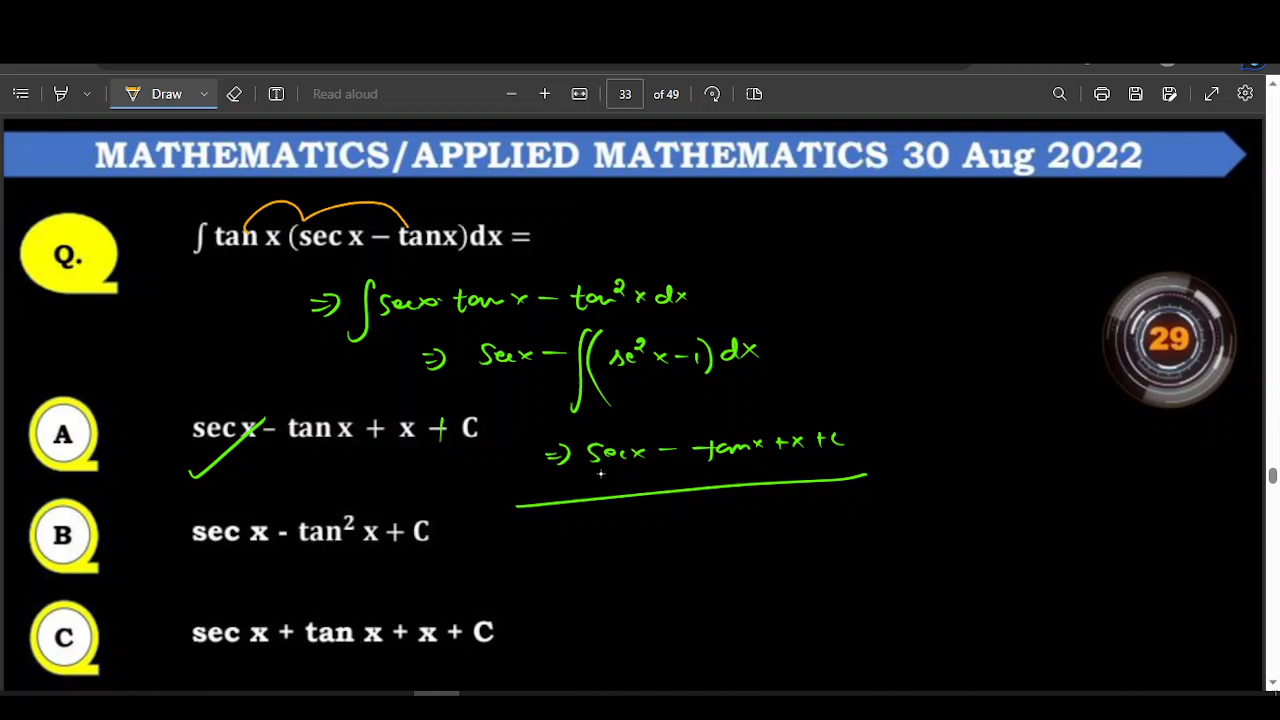 Draw
Read aloud
33 of 49
MATHEMATICS/APPLIED MATHEMATICS 30 Aug 2022
Q.
∫ tan x (sec x − tanx)dx =
⇒ ∫ secx· tan x − tan² x dx
⇒ secx − ∫(se² x − 1) dx
29
A sec x − tan x + x + C
⇒ secx − tanx + x + c
B sec x - tan² x + C
C sec x + tan x + x + C